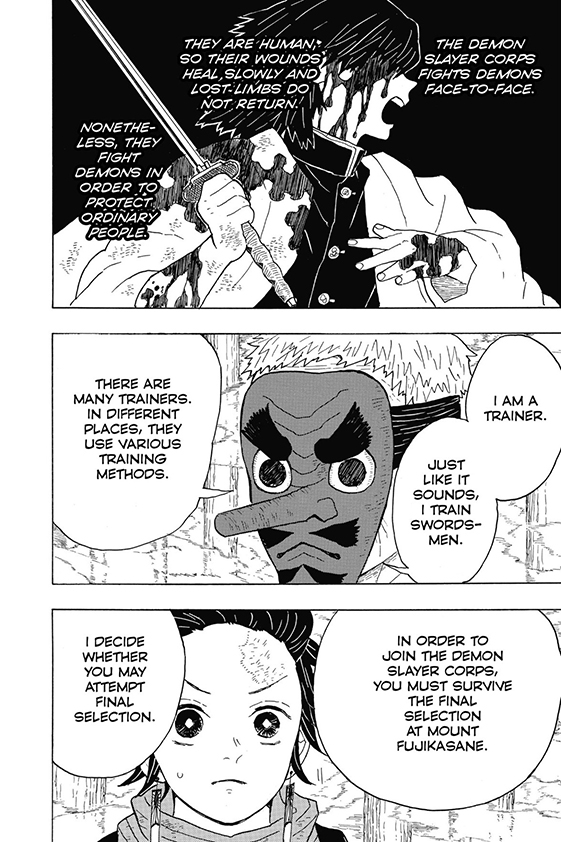 THE DEMON
SLAYER CORPS
FIGHTS DEMONS
FACE-TO-FACE.
THEY ARE HUMAN,
SO THEIR WOUNDS
HEAL SLOWLY AND
LOST LIMBS DO
NOT RETURN.
NONETHE-
LESS, THEY
FIGHT
DEMONS IN
ORDER TO
PROTECT
ORDINARY
PEOPLE.
I AM A
TRAINER.
JUST
LIKE IT
SOUNDS,
I TRAIN
SWORDS-
MEN.
THERE ARE
MANY TRAINERS.
IN DIFFERENT
PLACES, THEY
USE VARIOUS
TRAINING
METHODS.
IN ORDER TO
JOIN THE DEMON
SLAYER CORPS,
YOU MUST SURVIVE
THE FINAL
SELECTION
AT MOUNT
FUJIKASANE.
I DECIDE
WHETHER
YOU MAY
ATTEMPT
FINAL
SELECTION.